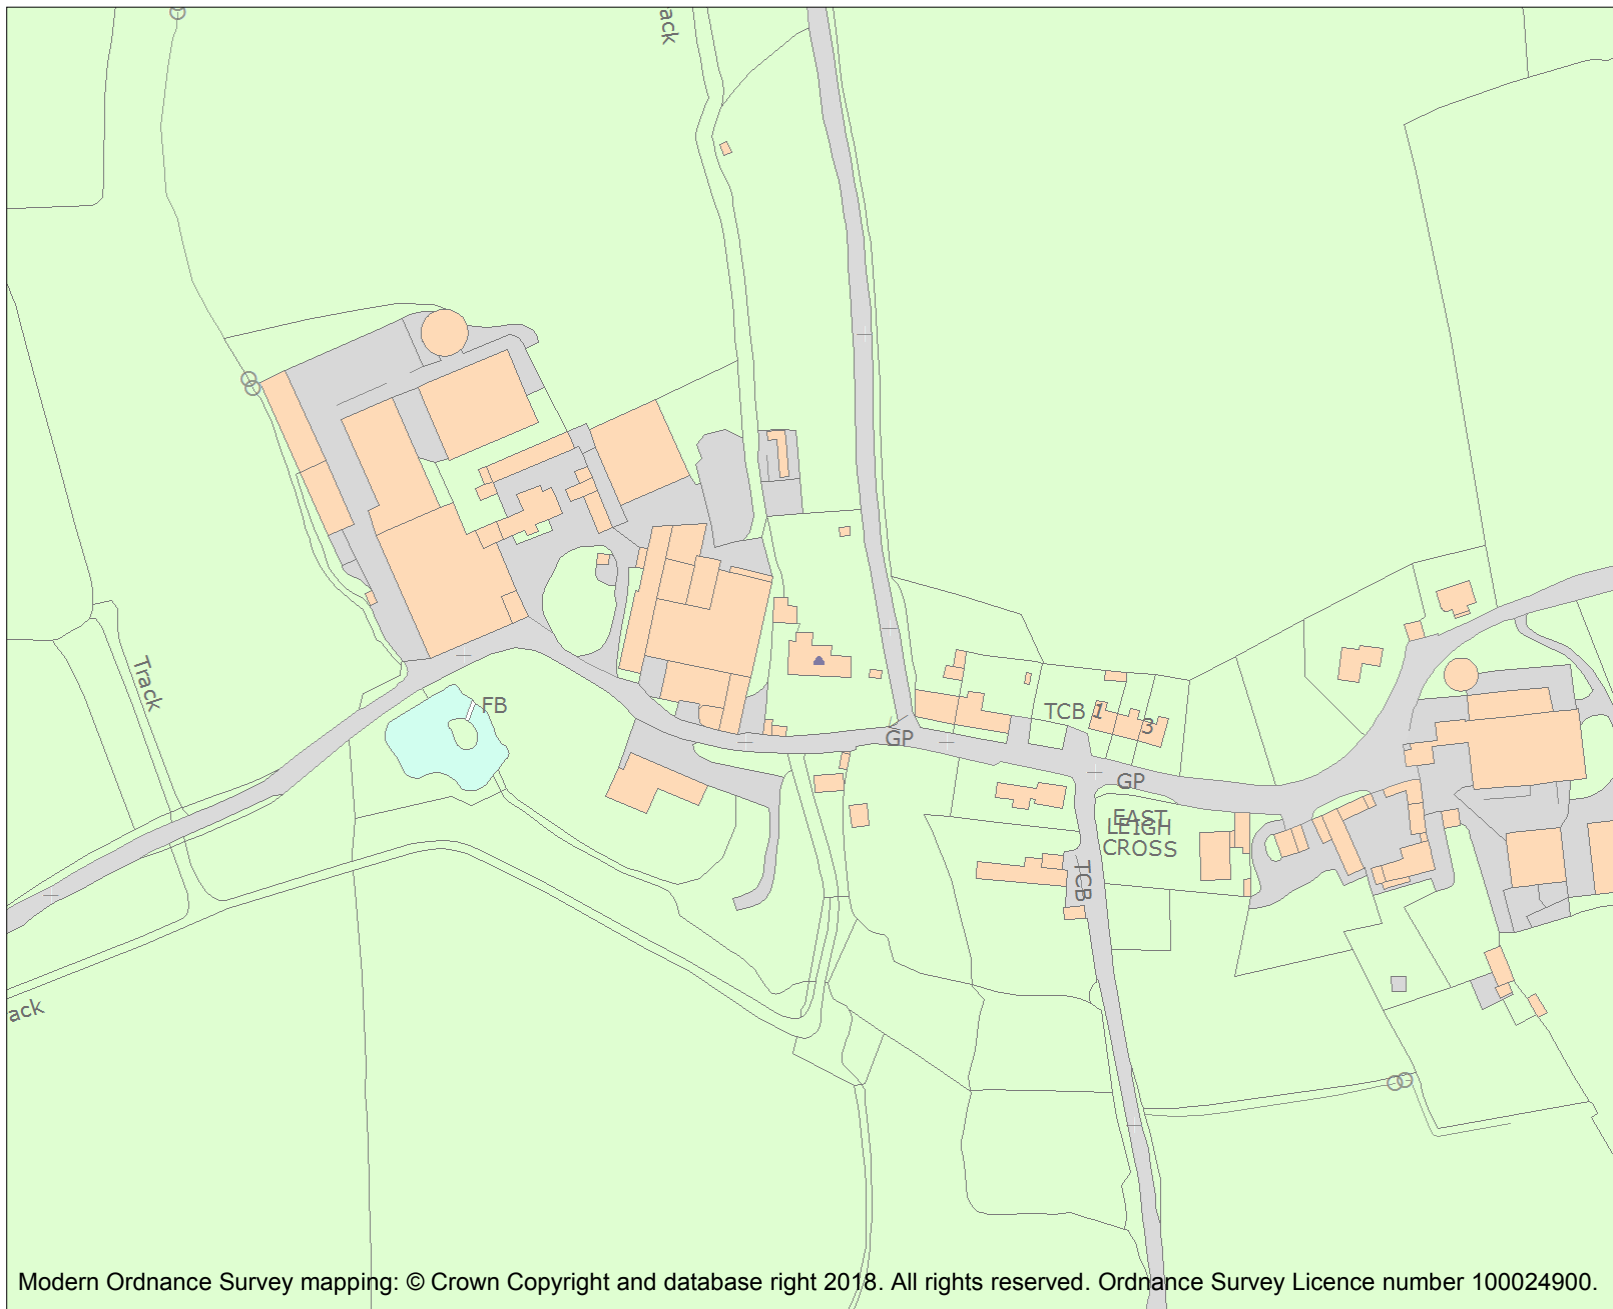 ack
Track
FB
GP
TCB 1
3
GP
EAST
LEIGH
CROSS
TCB
ack
Modern Ordnance Survey mapping: © Crown Copyright and database right 2018. All rights reserved. Ordnance Survey Licence number 100024900.